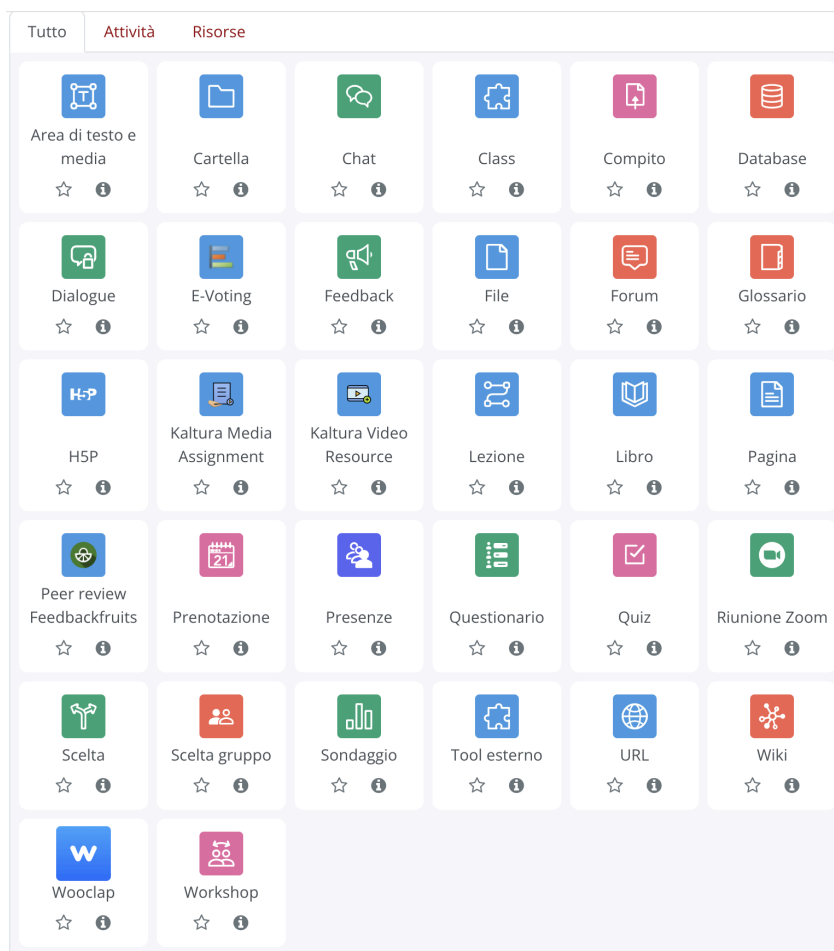 Tutto Attività Risorse
Area di testo e
media
Cartella
Chat
Class
Compito
Database
Dialogue
E-Voting
Feedback
File
Forum
Glossario
H5P
H5P
Kaltura Media
Assignment
Kaltura Video
Resource
Lezione
Libro
Pagina
Peer review
Feedbackfruits
21
Prenotazione
Presenze
Questionario
Quiz
Riunione Zoom
Scelta
Scelta gruppo
Sondaggio
Tool esterno
URL
Wiki
W
Wooclap
Workshop